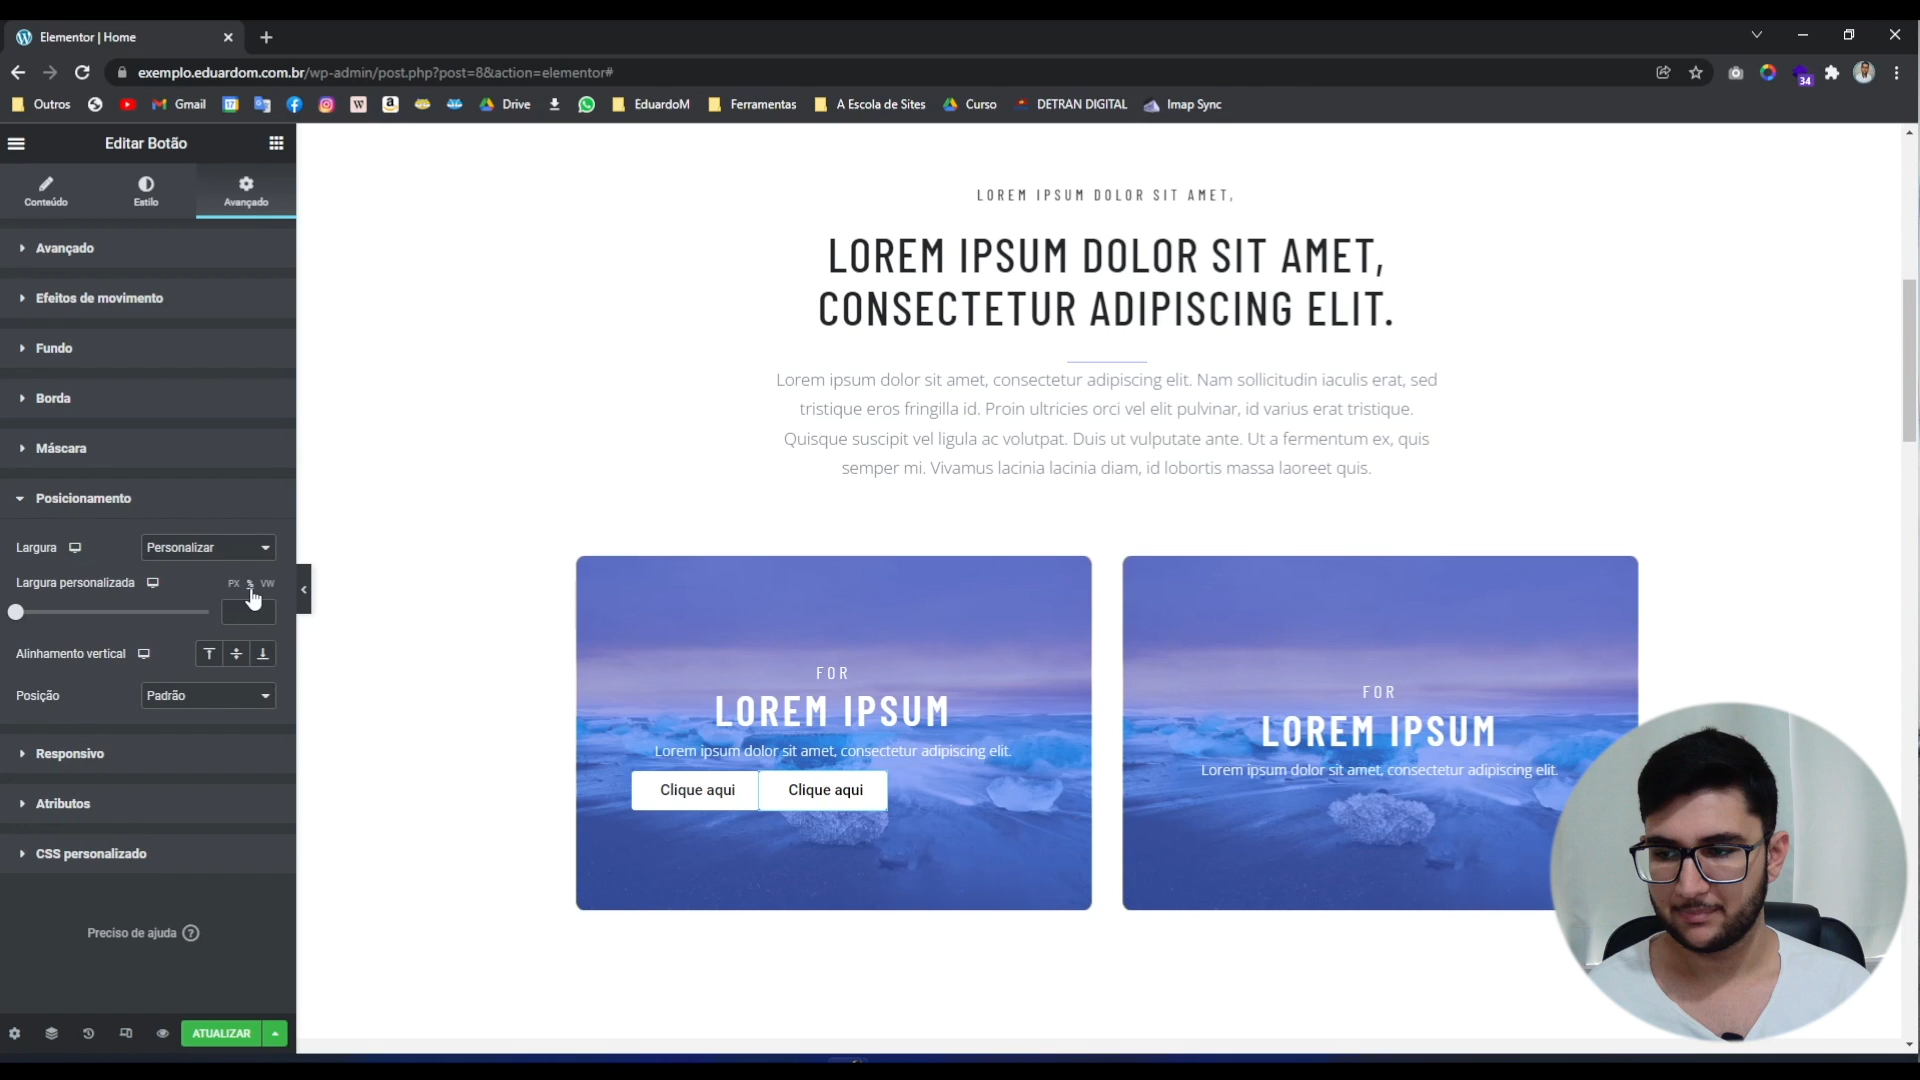 Elementor | Home
exemplo.eduardom.com.br/wp-admin/post.php?post=8&action=elementor#
34
Outros
17
Gmail
W
a
Drive
EduardoM
Ferramentas
A Escola de Sites
Curso
DETRAN DIGITAL
Imap Sync
Editar Botão
Conteúdo
Estilo
Avançado
Avançado
Efeitos de movimento
Fundo
Borda
Máscara
Posicionamento
Largura
Personalizar
Largura personalizada
PX % VW
Alinhamento vertical
Posição
Padrão
Responsivo
Atributos
CSS personalizado
Preciso de ajuda ?
ATUALIZAR
LOREM IPSUM DOLOR SIT AMET,
LOREM IPSUM DOLOR SIT AMET,
CONSECTETUR ADIPISCING ELIT.
Lorem ipsum dolor sit amet, consectetur adipiscing elit. Nam sollicitudin iaculis erat, sed
tristique eros fringilla id. Proin ultricies orci vel elit pulvinar, id varius erat tristique.
Quisque suscipit vel ligula ac volutpat. Duis ut vulputate ante. Ut a fermentum ex, quis
semper mi. Vivamus lacinia lacinia diam, id lobortis massa laoreet quis.
FOR
LOREM IPSUM
Lorem ipsum dolor sit amet, consectetur adipiscing elit.
Clique aqui
Clique aqui
FOR
LOREM IPSUM
Lorem ipsum dolor sit amet, consectetur adipiscing elit.